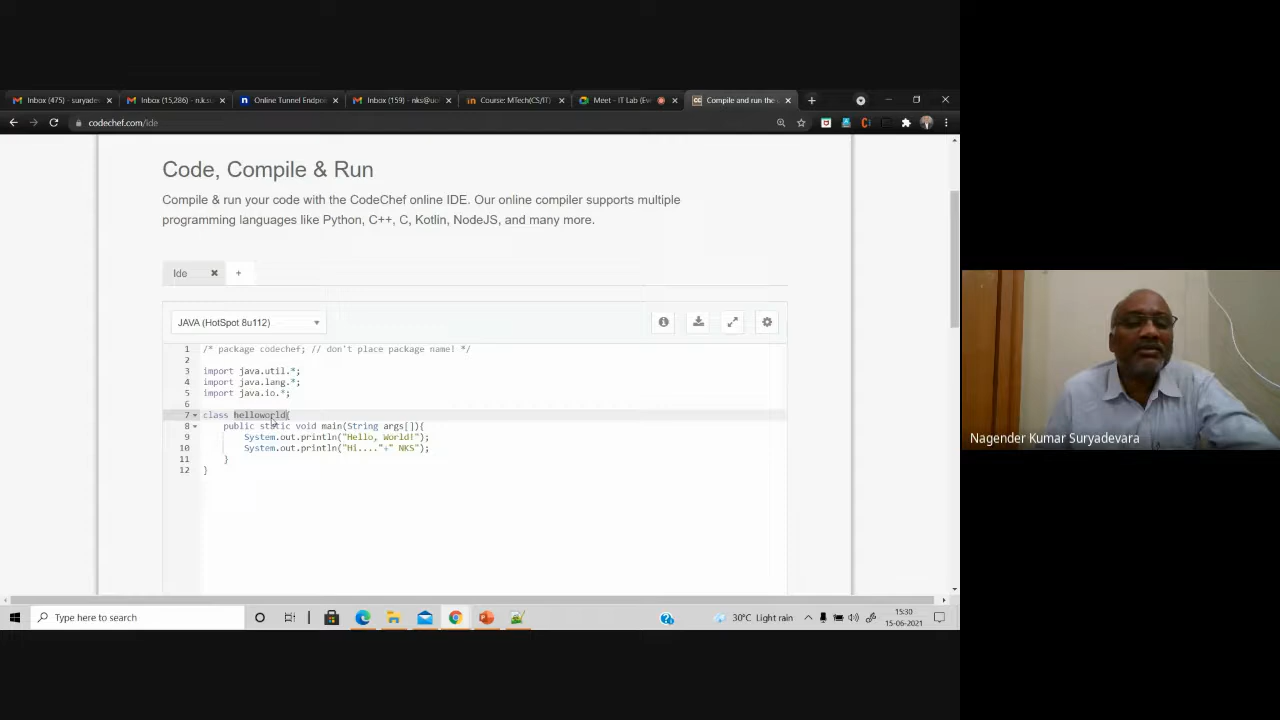 Inbox (475) - suryade
Inbox (15,286) - n.k.su
Online Tunnel Endpo
Inbox (159) - nks@uo
Course: MTech(CS/IT)
Meet – IT Lab (Eve
Compile and run the
codechef.com/ide
Code, Compile & Run
Compile & run your code with the CodeChef online IDE. Our online compiler supports multiple
programming languages like Python, C++, C, Kotlin, NodeJS, and many more.
Ide
+
JAVA (HotSpot 8u112)
1 /* package codechef; // don't place package name! */
2
3 import java.util.*;
4 import java.lang.*;
5 import java.io.*;
6
7 class helloworld{
8 public static void main(String args[]){
9 System.out.println("Hello, World!");
10 System.out.println("Hi...."+" NKS");
11 }
12 }
Nagender Kumar Suryadevara
Type here to search
30°C Light rain
15:30
15-06-2021